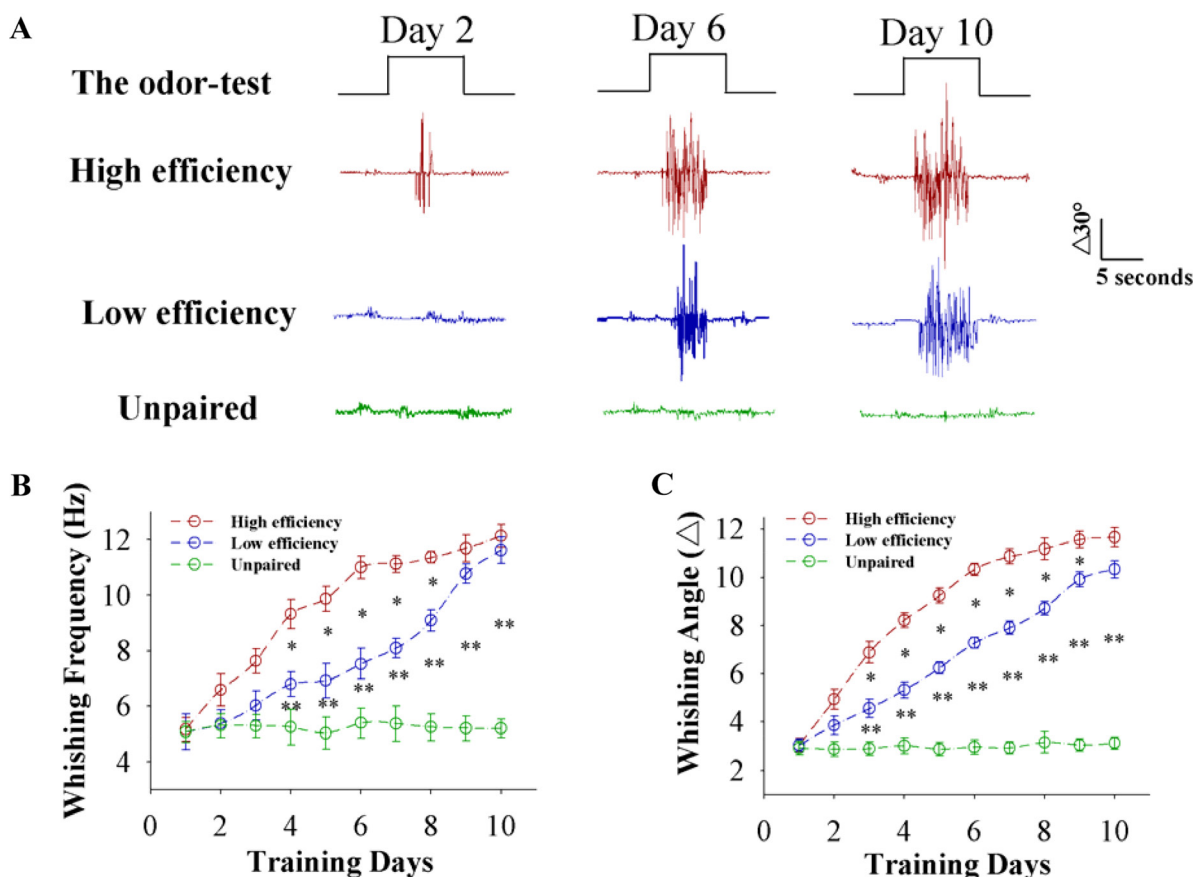 A
Day 2
Day 6
Day 10
The odor-test
High efficiency
△30°
5 seconds
Low efficiency
Unpaired
B
Whishing Frequency (Hz)
High efficiency
Low efficiency
Unpaired
12
10
8
6
4
* * * * *
** ** ** ** ** ** **
0 2 4 6 8 10
Training Days
C
Whishing Angle (△)
High efficiency
Low efficiency
Unpaired
12
10
8
6
4
2
* * * * * * *
** ** ** ** ** ** ** **
0 2 4 6 8 10
Training Days